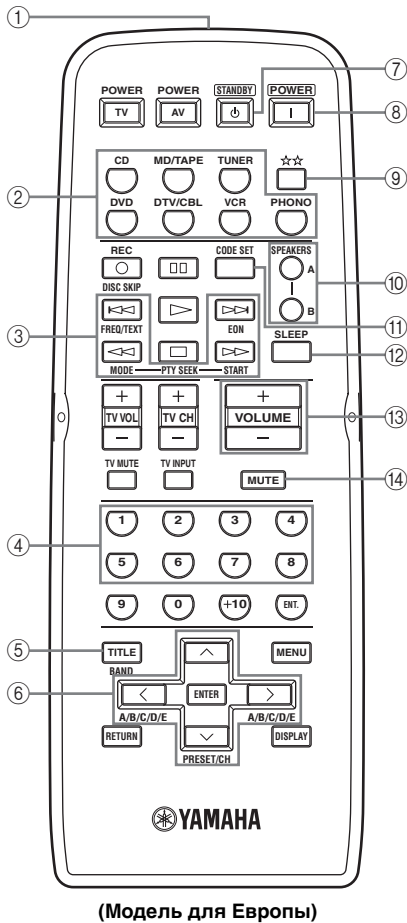 ①
POWER POWER STANDBY POWER
TV AV ⏻ I
⑦
⑧
CD MD/TAPE TUNER ☆☆
⑨
②
DVD DTV/CBL VCR PHONO
REC CODE SET SPEAKERS
A
⑩
B
DISC SKIP
⑪
③
FREQ/TEXT EON SLEEP
⑫
MODE PTY SEEK START
+ + +
TV VOL TV CH VOLUME
⑬
− − −
TV MUTE TV INPUT MUTE
⑭
1 2 3 4
④
5 6 7 8
9 0 +10 ENT.
⑤
TITLE MENU
BAND
⑥
ENTER
A/B/C/D/E A/B/C/D/E
RETURN DISPLAY
PRESET/CH
YAMAHA
(Модель для Европы)